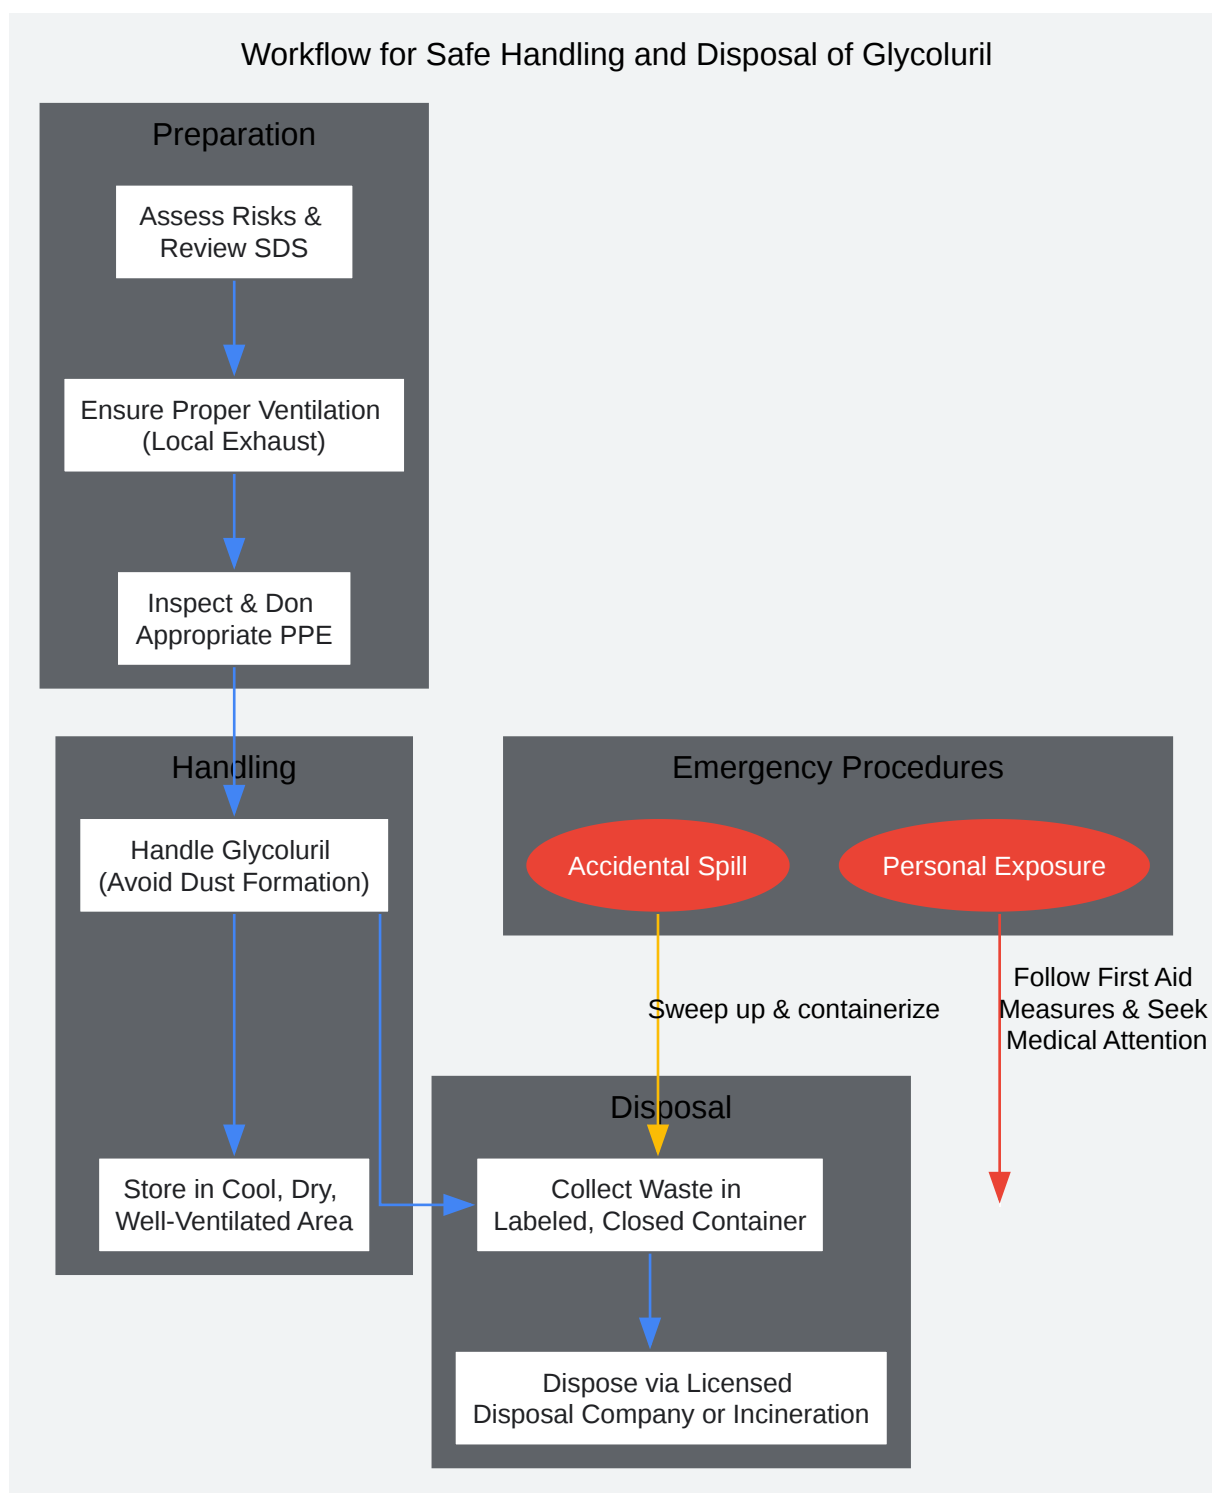 Workflow for Safe Handling and Disposal of Glycoluril
Preparation
Assess Risks &
Review SDS
Ensure Proper Ventilation
(Local Exhaust)
Inspect & Don
Appropriate PPE
Handling
Handle Glycoluril
(Avoid Dust Formation)
Store in Cool, Dry,
Well-Ventilated Area
Emergency Procedures
Accidental Spill
Personal Exposure
Sweep up & containerize
Follow First Aid
Measures & Seek
Medical Attention
Disposal
Collect Waste in
Labeled, Closed Container
Dispose via Licensed
Disposal Company or Incineration